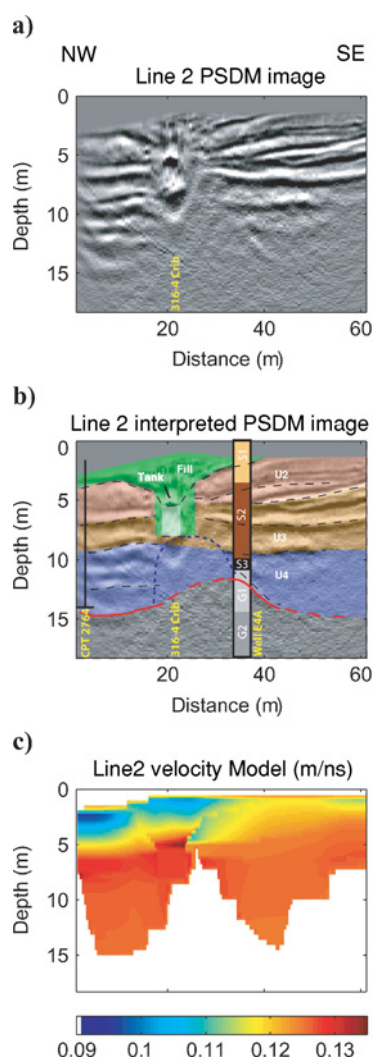 a)
NW SE
Line 2 PSDM image
0
5
10
15
Depth (m)
316-4 Crib
20 40 60
Distance (m)
b)
Line 2 interpreted PSDM image
0
5
10
15
Depth (m)
Tank
Fill
S1
U2
S2
U3
S3
U4
G1
G2
CPT 2764
316-4 Crib
Well E4A
20 40 60
Distance (m)
c)
Line2 velocity Model (m/ns)
0
5
10
15
Depth (m)
0.09 0.1 0.11 0.12 0.13